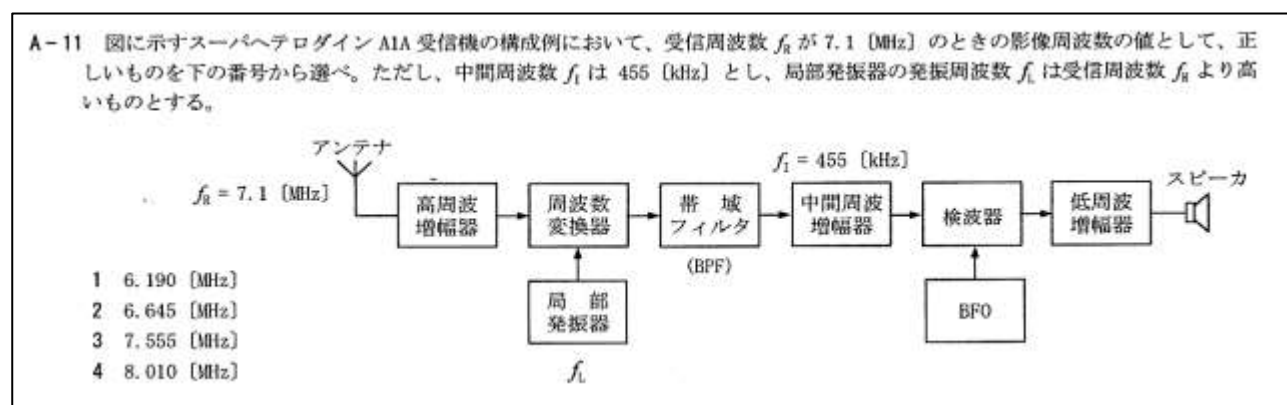 A-11 図に示すスーパヘテロダイン A1A 受信機の構成例において、受信周波数 fR が 7.1 〔MHz〕 のときの影像周波数の値として、正
しいものを下の番号から選べ。ただし、中間周波数 fI は 455 〔kHz〕 とし、局部発振器の発振周波数 fL は受信周波数 fR より高
いものとする。
アンテナ
fR = 7.1 〔MHz〕
fI = 455 〔kHz〕
スピーカ
高周波
増幅器
周波数
変換器
帯 域
フィルタ
(BPF)
中間周波
増幅器
検波器
低周波
増幅器
局 部
発振器
fL
BFO
1 6.190 〔MHz〕
2 6.645 〔MHz〕
3 7.555 〔MHz〕
4 8.010 〔MHz〕